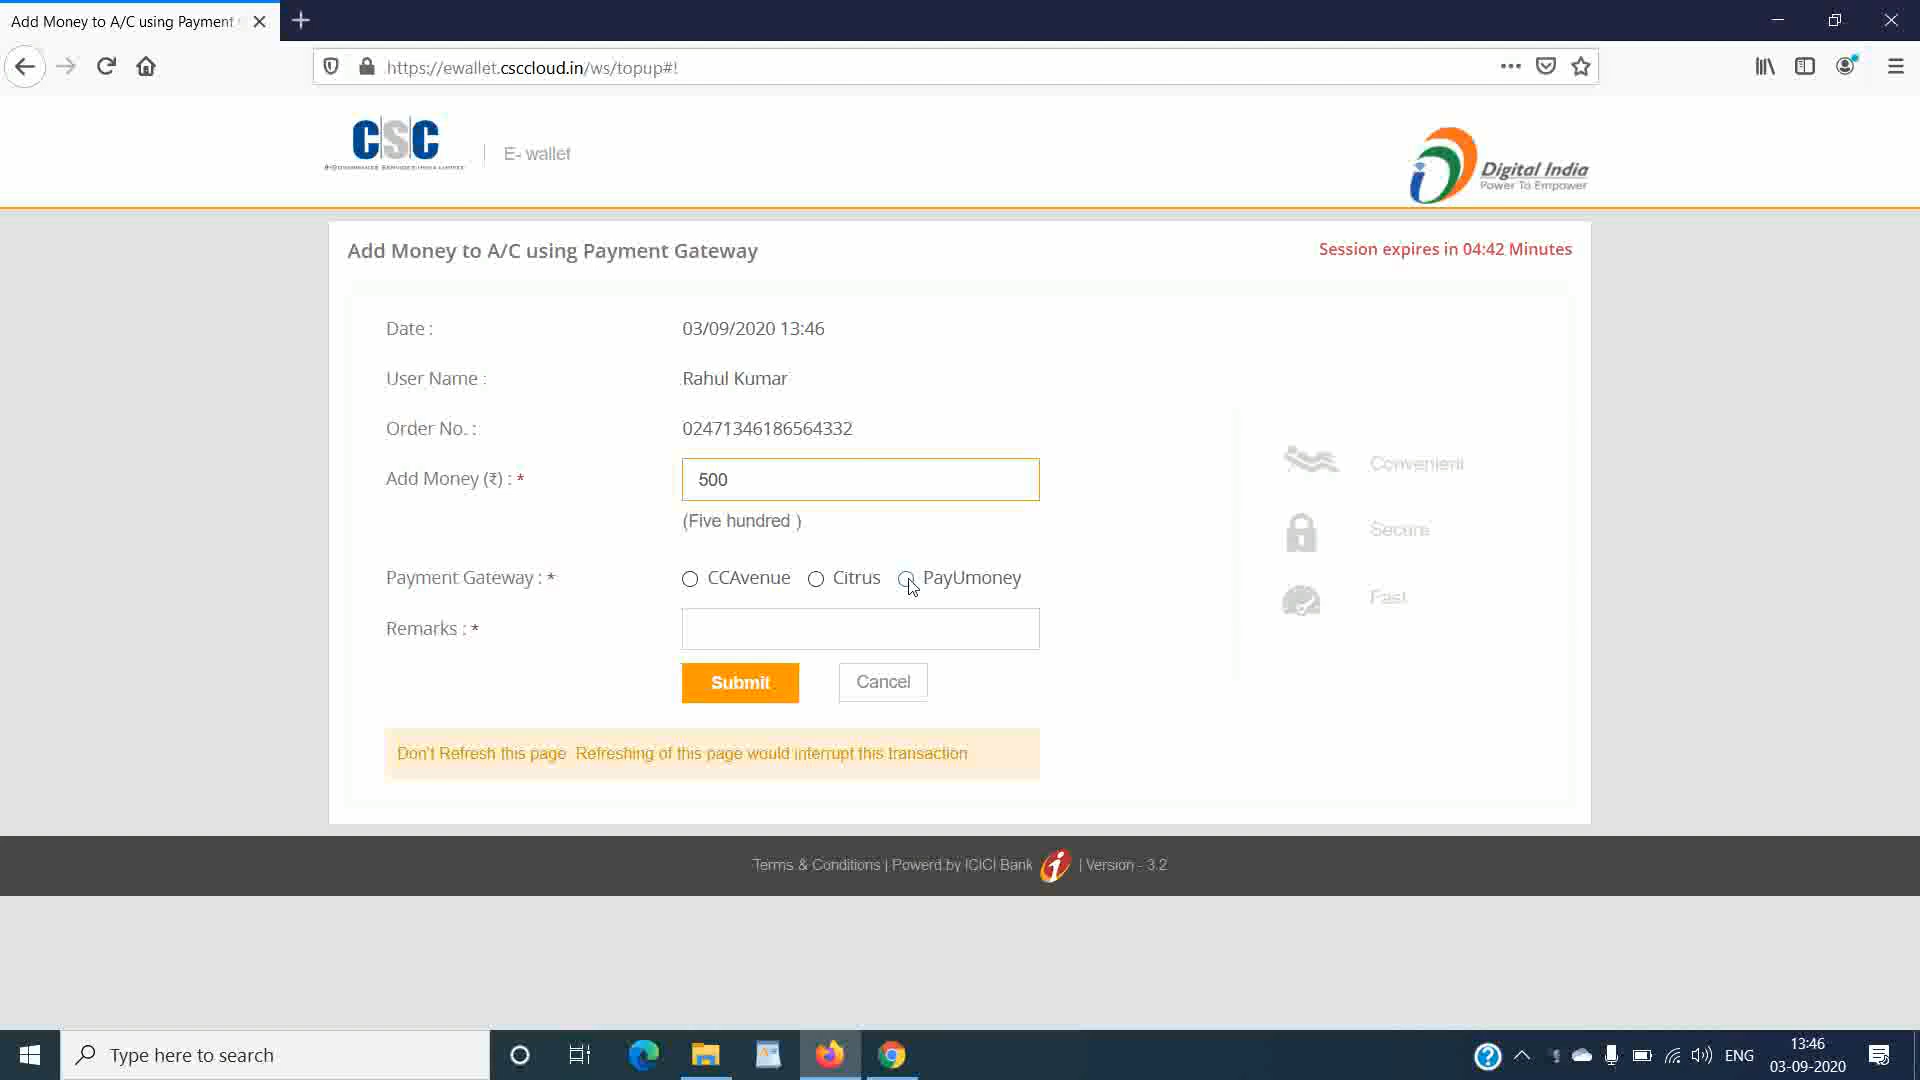 Add Money to A/C using Payment
https://ewallet.csccloud.in/ws/topup#!
CSC
E- wallet
Digital India
Power To Empower
Add Money to A/C using Payment Gateway
Session expires in 04:42 Minutes
Date :
03/09/2020 13:46
User Name :
Rahul Kumar
Order No. :
02471346186564332
Add Money (₹) : *
500
(Five hundred )
Payment Gateway : *
CCAvenue
Citrus
PayUmoney
Remarks : *
Submit
Cancel
Convenient
Secure
Fast
Don't Refresh this page Refreshing of this page would interrupt this transaction
Terms & Conditions | Powerd by ICICI Bank | Version - 3.2
Type here to search
ENG
13:46
03-09-2020